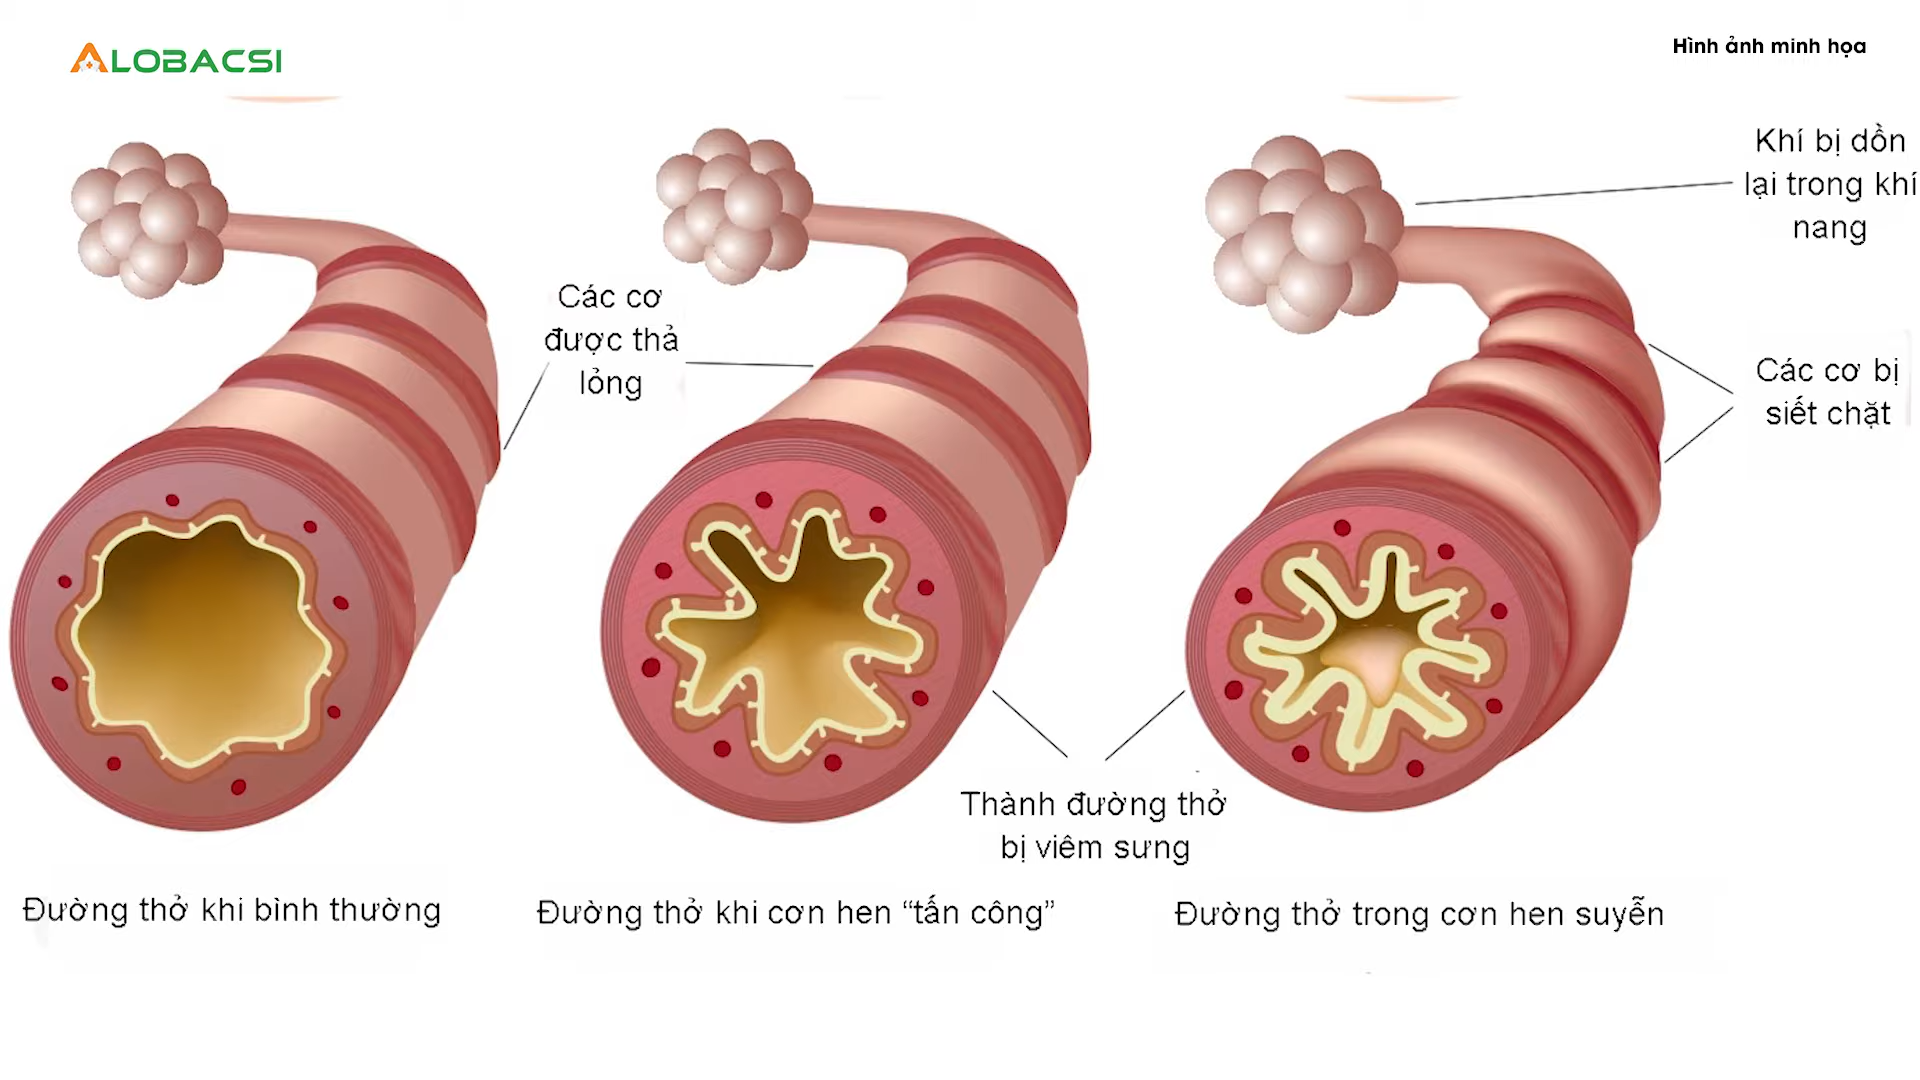 ALOBACSI
Hình ảnh minh họa
Khí bị dồn
lại trong khí
nang
Các cơ
được thả
lỏng
Các cơ bị
siết chặt
Thành đường thở
bị viêm sưng
Đường thở khi bình thường
Đường thở khi cơn hen “tấn công”
Đường thở trong cơn hen suyễn